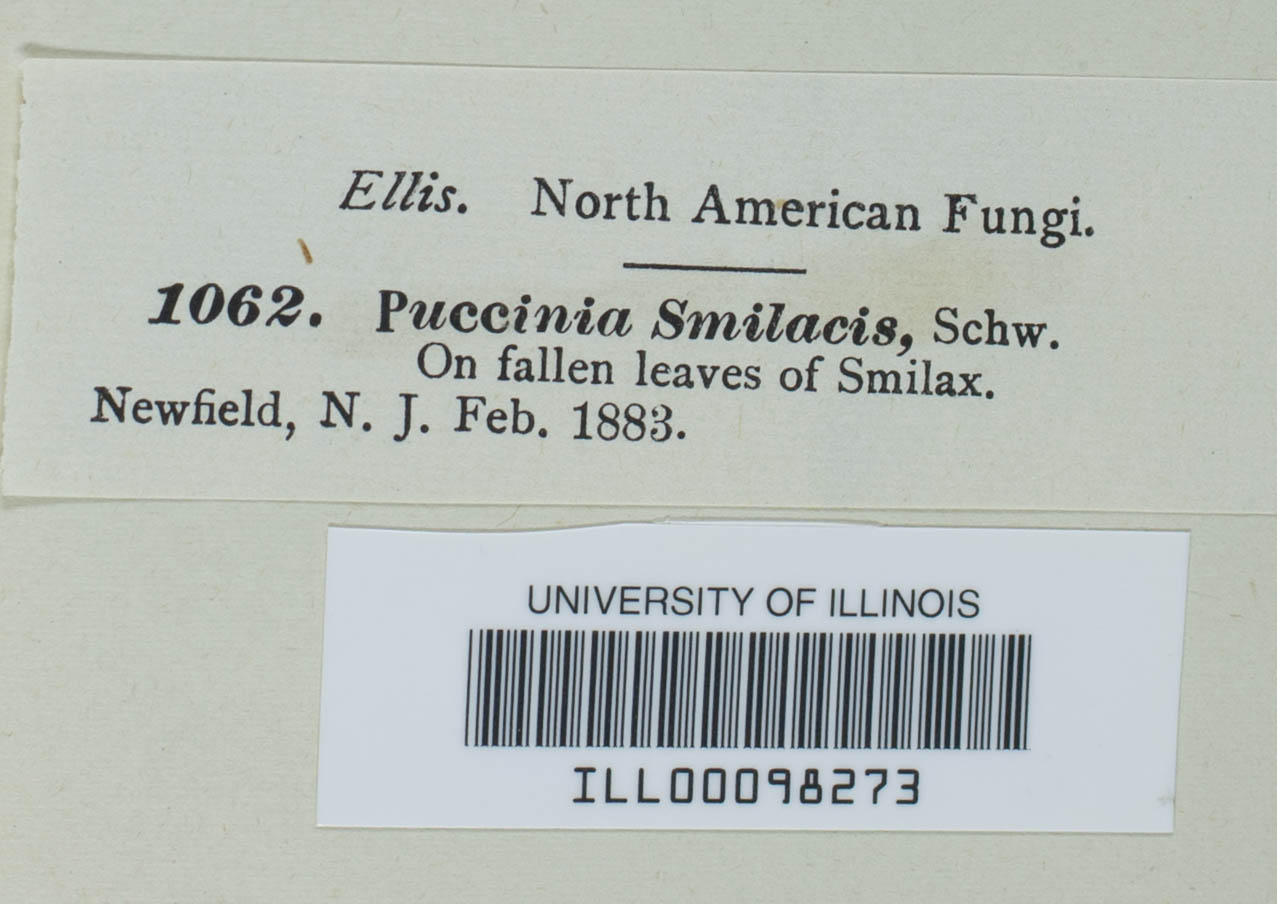 Ellis. North American Fungi.
1062. Puccinia Smilacis, Schw.
On fallen leaves of Smilax.
Newfield, N. J. Feb. 1883.
UNIVERSITY OF ILLINOIS
ILL00098273